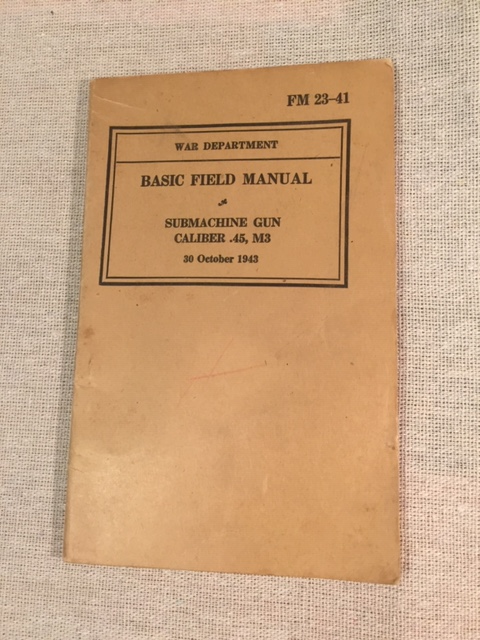 FM 23-41
WAR DEPARTMENT
BASIC FIELD MANUAL
SUBMACHINE GUN
CALIBER .45, M3
30 October 1943